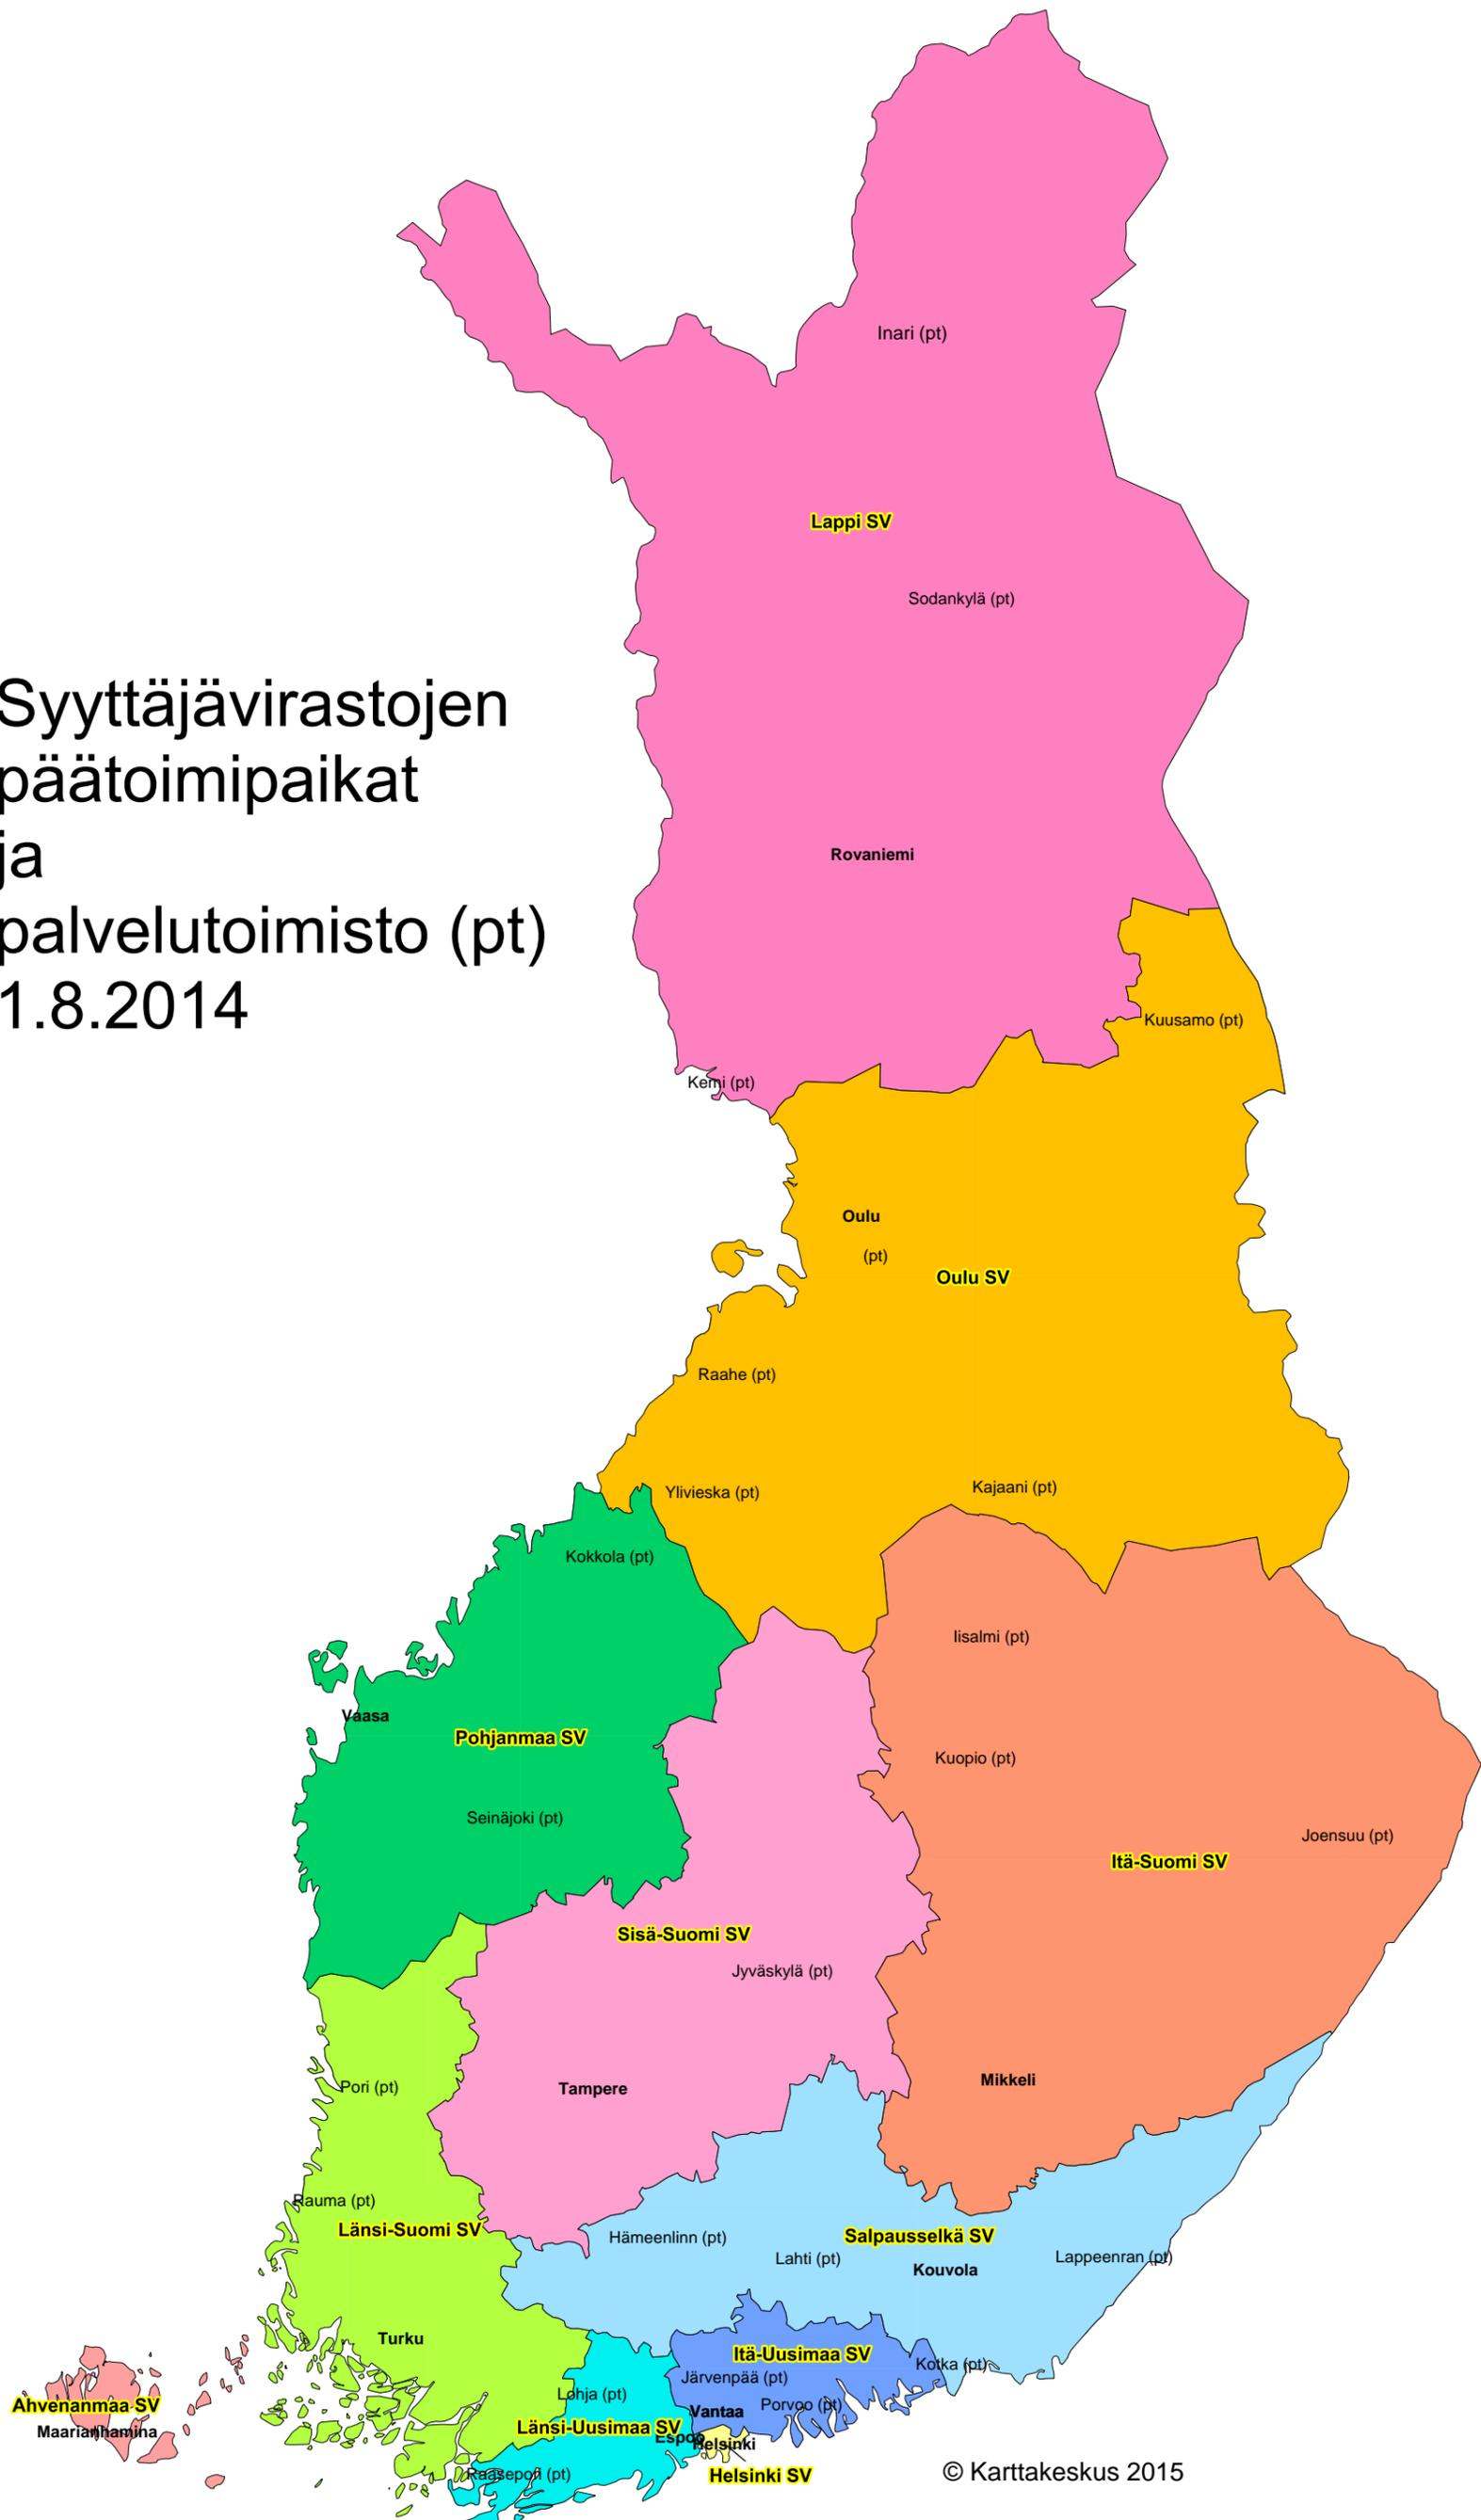 Syyttäjävirastojen
päätoimipaikat
ja
palvelutoimisto (pt)
1.8.2014
Inari (pt)
Lappi SV
Sodankylä (pt)
Rovaniemi
Kuusamo (pt)
Kemi (pt)
Oulu
(pt)
Oulu SV
Raahe (pt)
Ylivieska (pt)
Kajaani (pt)
Kokkola (pt)
Iisalmi (pt)
Vaasa
Pohjanmaa SV
Kuopio (pt)
Seinäjoki (pt)
Joensuu (pt)
Itä-Suomi SV
Sisä-Suomi SV
Jyväskylä (pt)
Pori (pt)
Tampere
Mikkeli
Rauma (pt)
Länsi-Suomi SV
Hämeenlinn (pt)
Salpausselkä SV
Lahti (pt)
Kouvola
Lappeenran (pt)
Turku
Itä-Uusimaa SV
Järvenpää (pt)
Kotka (pt)
Lohja (pt)
Porvoo (pt)
Ahvenanmaa SV
Maarianhamina
Vantaa
Länsi-Uusimaa SV
Espoo
Helsinki
Raasepori (pt)
Helsinki SV
© Karttakeskus 2015